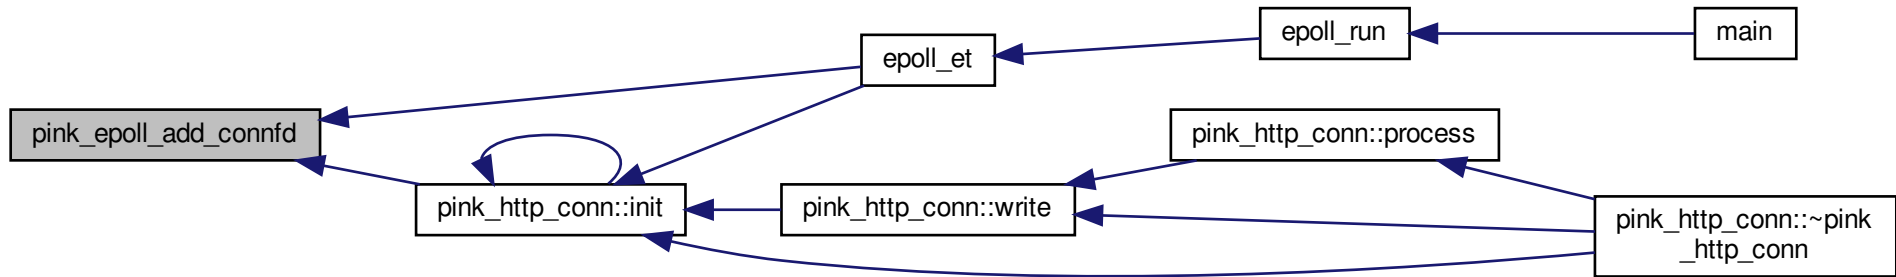 epoll_run
main
epoll_et
pink_epoll_add_connfd
pink_http_conn::process
pink_http_conn::init
pink_http_conn::write
pink_http_conn::~pink
_http_conn